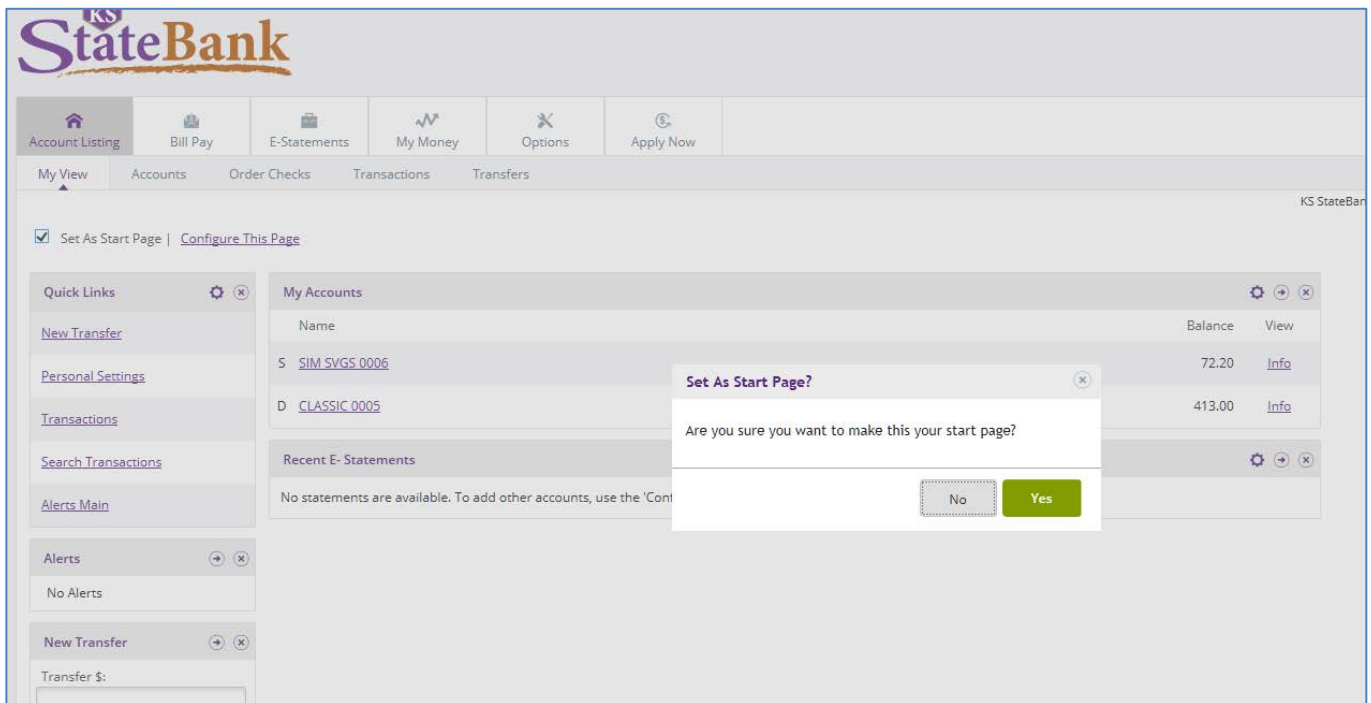 KS
StateBank
Account Listing
Bill Pay
E-Statements
My Money
Options
Apply Now
My View
Accounts
Order Checks
Transactions
Transfers
KS StateBan
Set As Start Page | Configure This Page
Quick Links
New Transfer
Personal Settings
Transactions
Search Transactions
Alerts Main
Alerts
No Alerts
New Transfer
Transfer $:
My Accounts
Name Balance View
S SIM SVGS 0006 72.20 Info
D CLASSIC 0005 413.00 Info
Recent E- Statements
No statements are available. To add other accounts, use the 'Conf
Set As Start Page?
Are you sure you want to make this your start page?
No
Yes